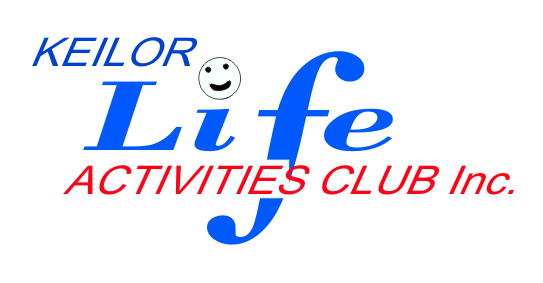 KEILOR
Life
ACTIVITIES CLUB Inc.